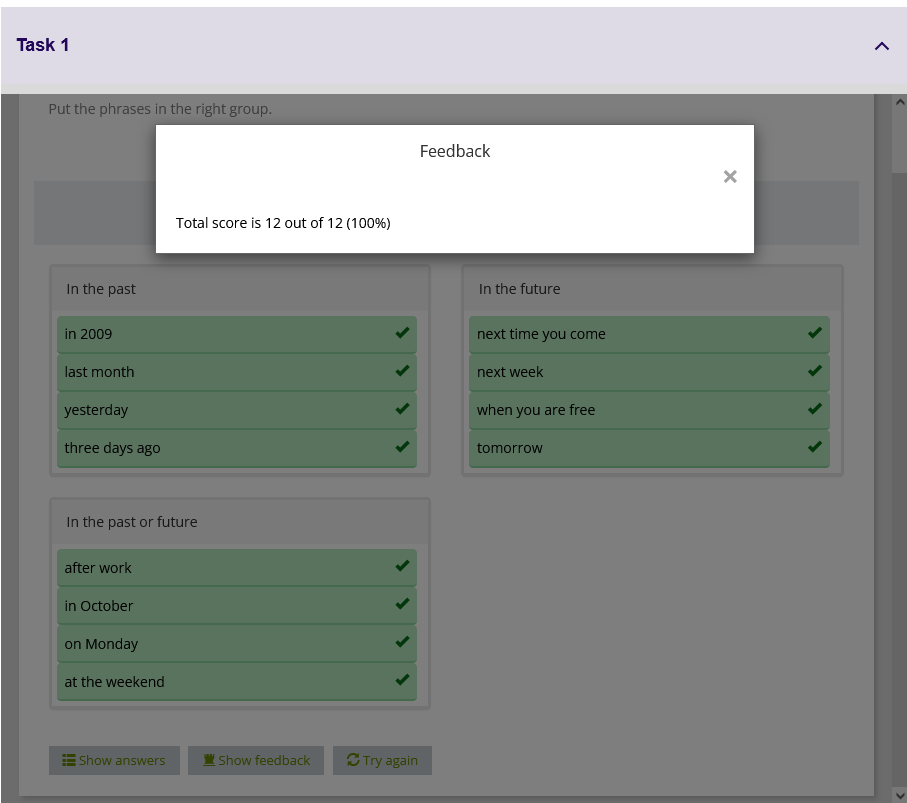 Task 1
Put the phrases in the right group.
Feedback
Total score is 12 out of 12 (100%)
In the past
in 2009
last month
yesterday
three days ago
In the future
next time you come
next week
when you are free
tomorrow
In the past or future
after work
in October
on Monday
at the weekend
Show answers
Show feedback
Try again